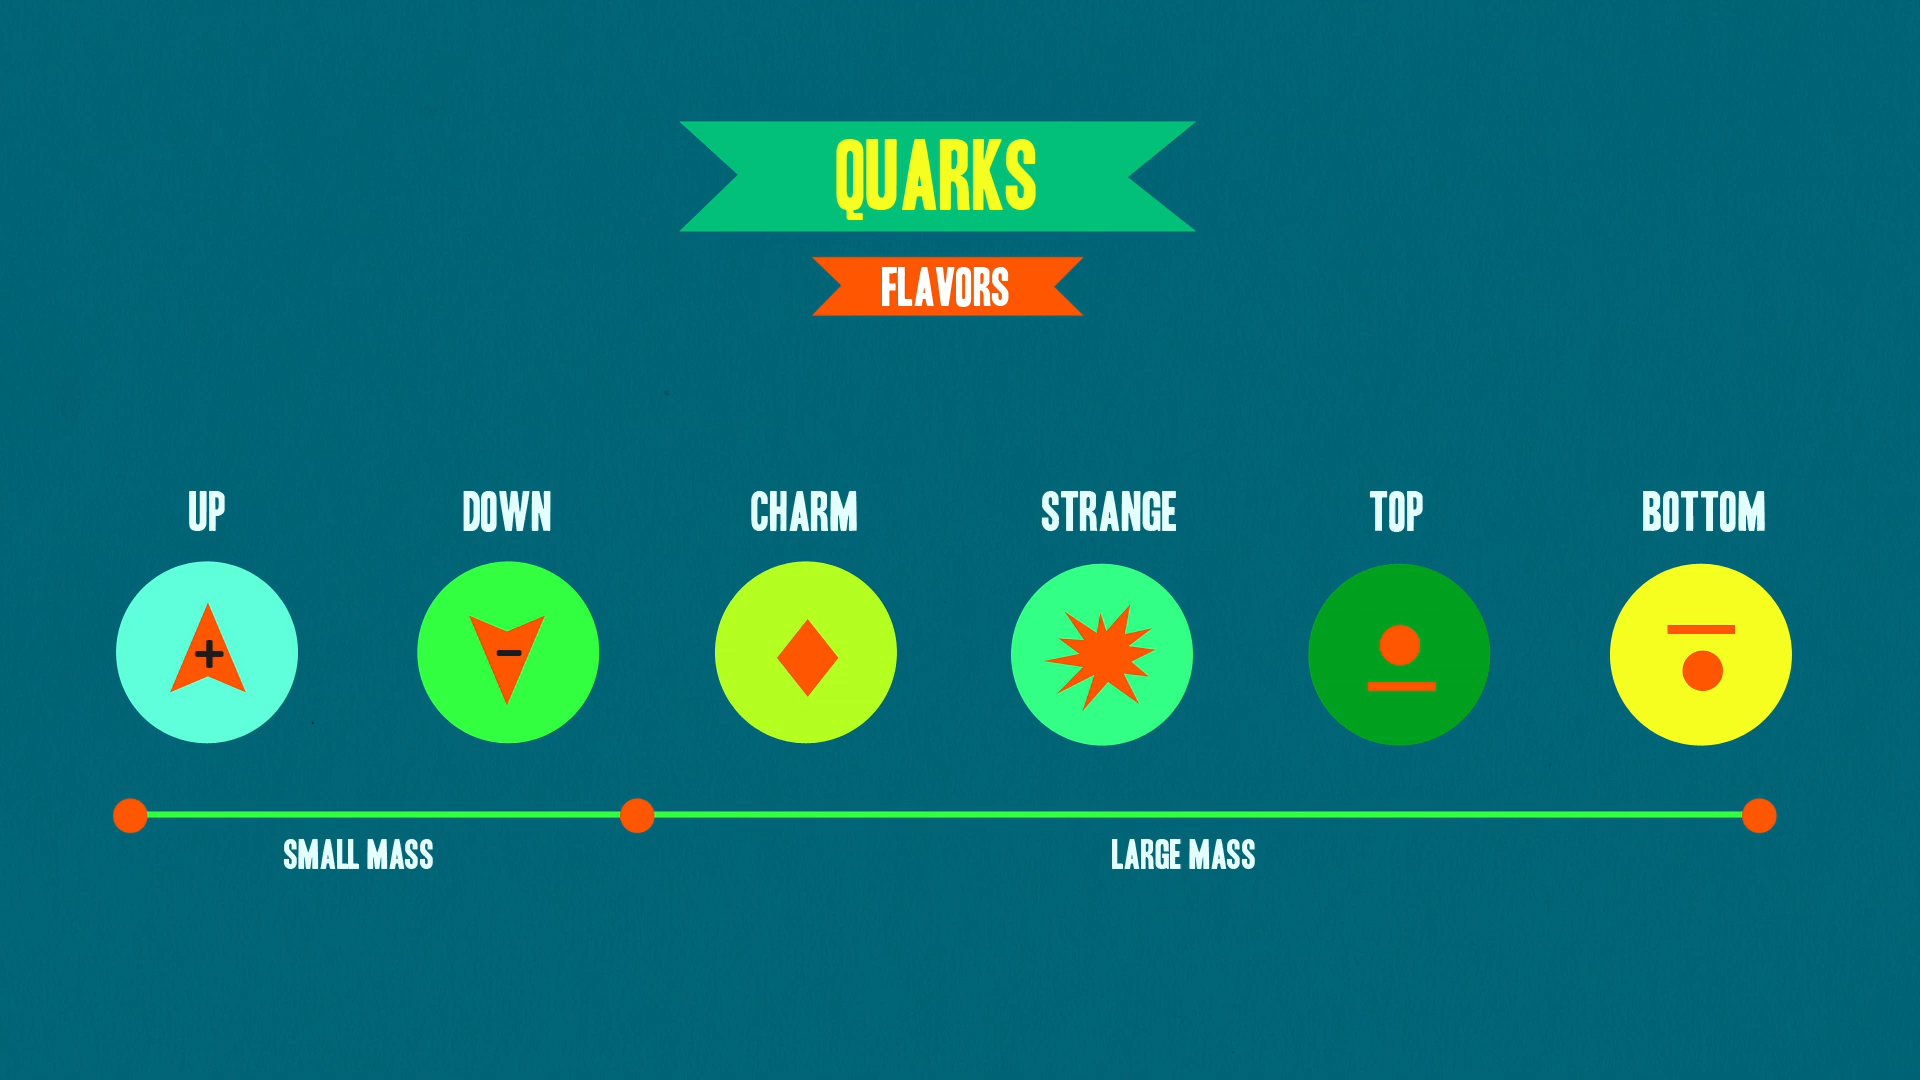 QUARKS
FLAVORS
UP DOWN CHARM STRANGE TOP BOTTOM
+ −
SMALL MASS LARGE MASS